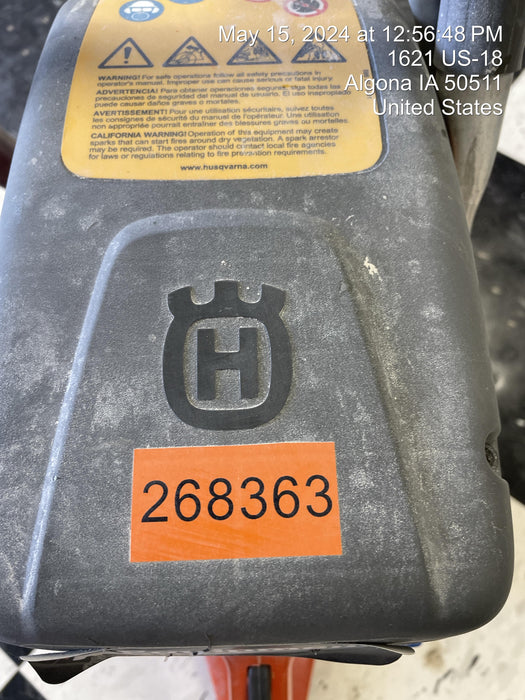 May 15, 2024 at 12:56:48 PM
1621 US-18
Algona IA 50511
United States
WARNING! For safe operations follow all safety precautions in
operator's manual. Improper use can cause serious or fatal injury.
ADVERTENCIA! Para obtener operaciones seguras, siga todas las
precauciones de seguridad del manual de usuario. El uso inapropiado
puede causar daños graves o mortales.
AVERTISSEMENT! Pour une utilisation sécuritaire, suivez toutes
les consignes de sécurité du manuel de l'opérateur. Une utilisation
non appropriée pourrait entraîner des blessures graves ou mortelles.
CALIFORNIA WARNING! Operation of this equipment may create
sparks that can start fires around dry vegetation. A spark arrestor
may be required. The operator should contact local fire agencies
for laws or regulations relating to fire prevention requirements.
www.husqvarna.com
H
268363